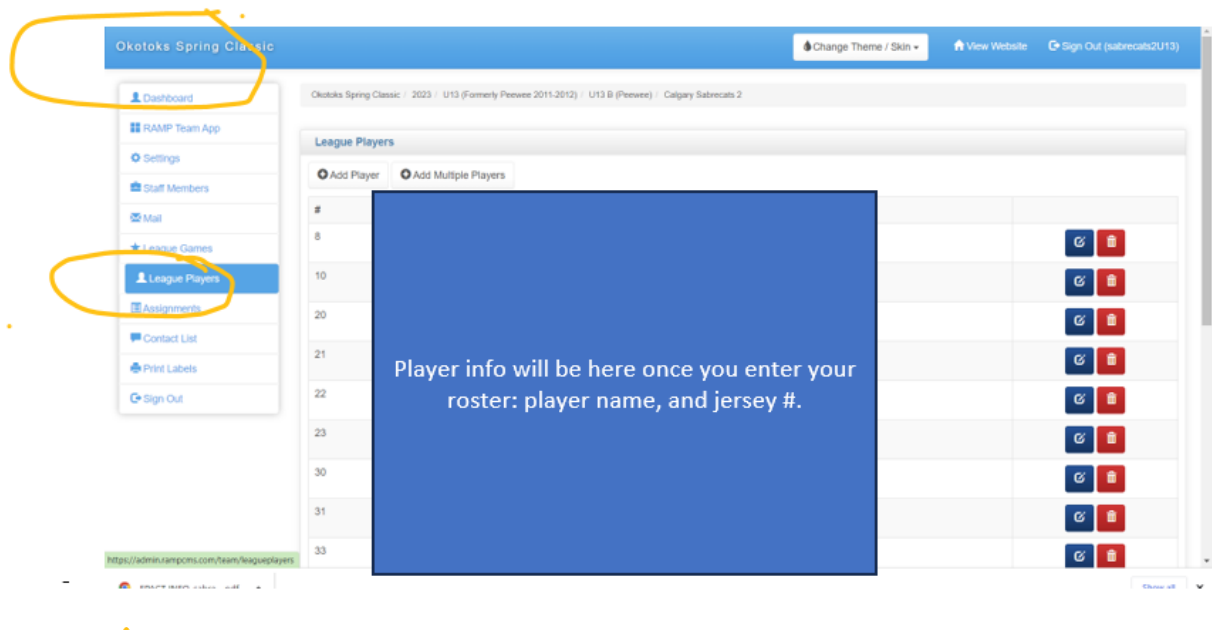 Okotoks Spring Classic
Change Theme / Skin
View Website
Sign Out (sabrecats2U13)
Dashboard
RAMP Team App
Settings
Staff Members
Mail
League Games
League Players
Assignments
Contact List
Print Labels
Sign Out
Okotoks Spring Classic / 2023 / U13 (Formerly Peewee 2011-2012) / U13 B (Peewee) / Calgary Sabrecats 2
League Players
Add Player Add Multiple Players
#
8
10
20
21
22
23
30
31
33
Player info will be here once you enter your
roster: player name, and jersey #.
https://admin.rampcms.com/team/leagueplayers
Show all